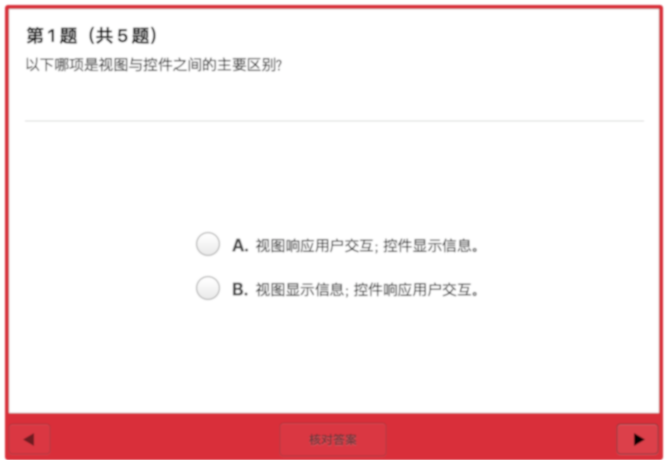 第1题（共5题）
以下哪项是视图与控件之间的主要区别?
A. 视图响应用户交互; 控件显示信息。
B. 视图显示信息; 控件响应用户交互。
核对答案